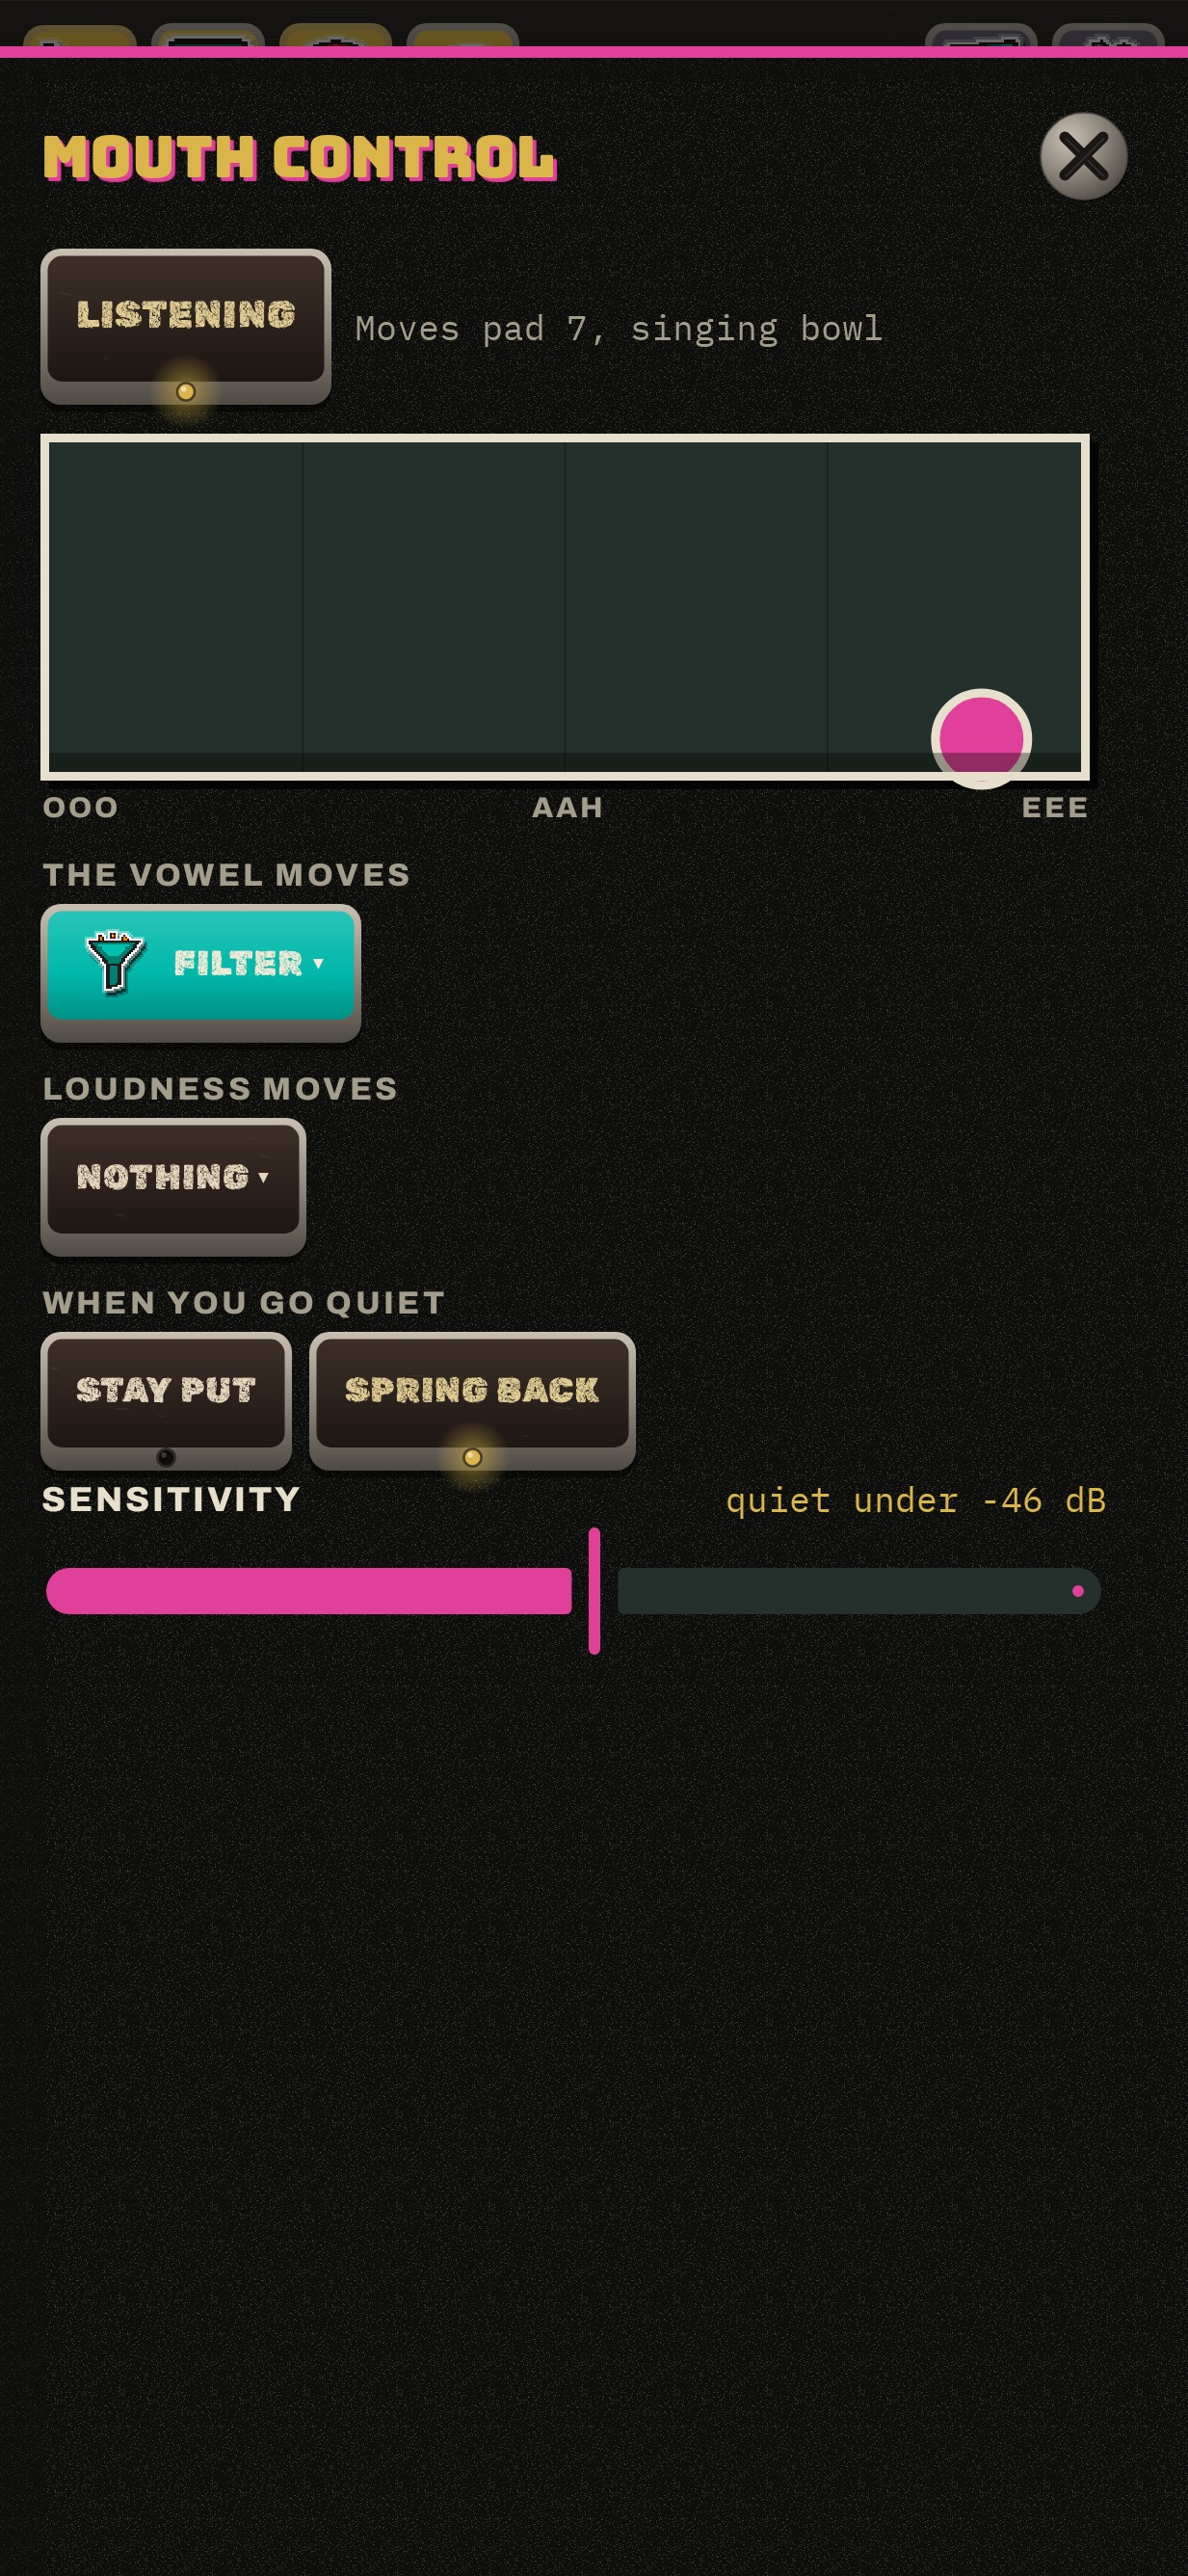 MOUTH CONTROL
LISTENING
Moves pad 7, singing bowl
OOO AAH EEE
THE VOWEL MOVES
FILTER ▾
LOUDNESS MOVES
NOTHING ▾
WHEN YOU GO QUIET
STAY PUT SPRING BACK
SENSITIVITY quiet under -46 dB